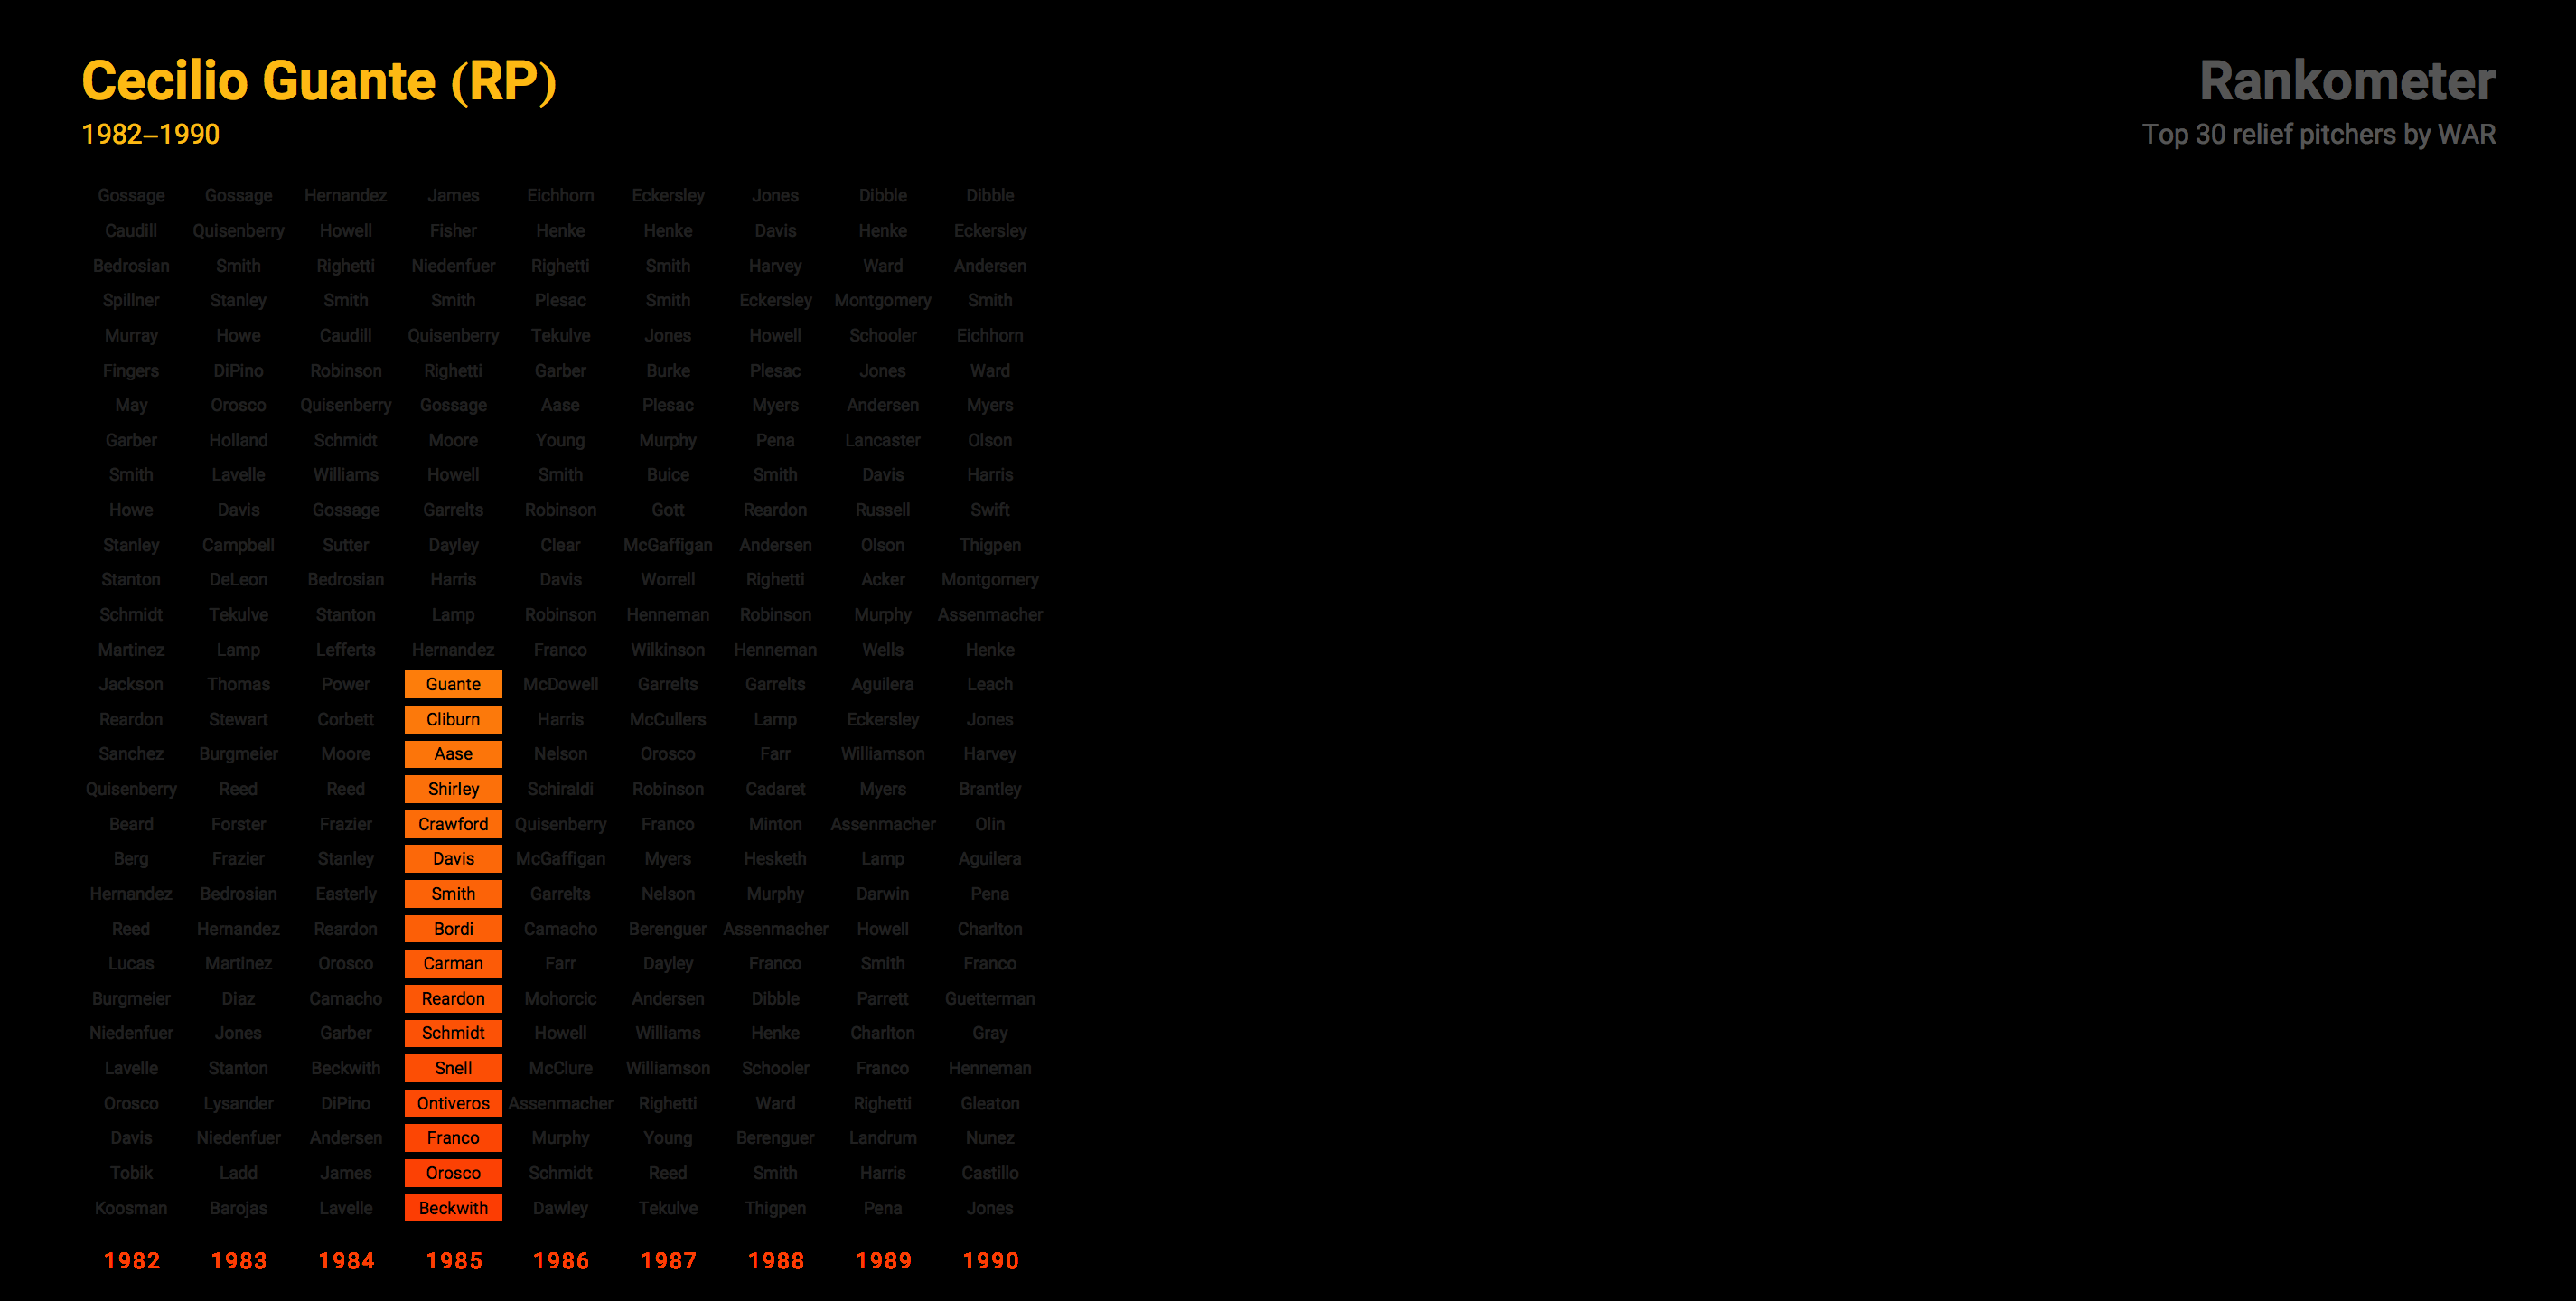 Cecilio Guante (RP)
1982–1990
Rankometer
Top 30 relief pitchers by WAR
Gossage Gossage Hernandez James Eichhorn Eckersley Jones Dibble Dibble
Caudill Quisenberry Howell Fisher Henke Henke Davis Henke Eckersley
Bedrosian Smith Righetti Niedenfuer Righetti Smith Harvey Ward Andersen
Spillner Stanley Smith Smith Plesac Smith Eckersley Montgomery Smith
Murray Howe Caudill Quisenberry Tekulve Jones Howell Schooler Eichhorn
Fingers DiPino Robinson Righetti Garber Burke Plesac Jones Ward
May Orosco Quisenberry Gossage Aase Plesac Myers Andersen Myers
Garber Holland Schmidt Moore Young Murphy Pena Lancaster Olson
Smith Lavelle Williams Howell Smith Buice Smith Davis Harris
Howe Davis Gossage Garrelts Robinson Gott Reardon Russell Swift
Stanley Campbell Sutter Dayley Clear McGaffigan Andersen Olson Thigpen
Stanton DeLeon Bedrosian Harris Davis Worrell Righetti Acker Montgomery
Schmidt Tekulve Stanton Lamp Robinson Henneman Robinson Murphy Assenmacher
Martinez Lamp Lefferts Hernandez Franco Wilkinson Henneman Wells Henke
Jackson Thomas Power Guante McDowell Garrelts Garrelts Aguilera Leach
Reardon Stewart Corbett Cliburn Harris McCullers Lamp Eckersley Jones
Sanchez Burgmeier Moore Aase Nelson Orosco Farr Williamson Harvey
Quisenberry Reed Reed Shirley Schiraldi Robinson Cadaret Myers Brantley
Beard Forster Frazier Crawford Quisenberry Franco Minton Assenmacher Olin
Berg Frazier Stanley Davis McGaffigan Myers Hesketh Lamp Aguilera
Hernandez Bedrosian Easterly Smith Garrelts Nelson Murphy Darwin Pena
Reed Hernandez Reardon Bordi Camacho Berenguer Assenmacher Howell Charlton
Lucas Martinez Orosco Carman Farr Dayley Franco Smith Franco
Burgmeier Diaz Camacho Reardon Mohorcic Andersen Dibble Parrett Guetterman
Niedenfuer Jones Garber Schmidt Howell Williams Henke Charlton Gray
Lavelle Stanton Beckwith Snell McClure Williamson Schooler Franco Henneman
Orosco Lysander DiPino Ontiveros Assenmacher Righetti Ward Righetti Gleaton
Davis Niedenfuer Andersen Franco Murphy Young Berenguer Landrum Nunez
Tobik Ladd James Orosco Schmidt Reed Smith Harris Castillo
Koosman Barojas Lavelle Beckwith Dawley Tekulve Thigpen Pena Jones
1982 1983 1984 1985 1986 1987 1988 1989 1990